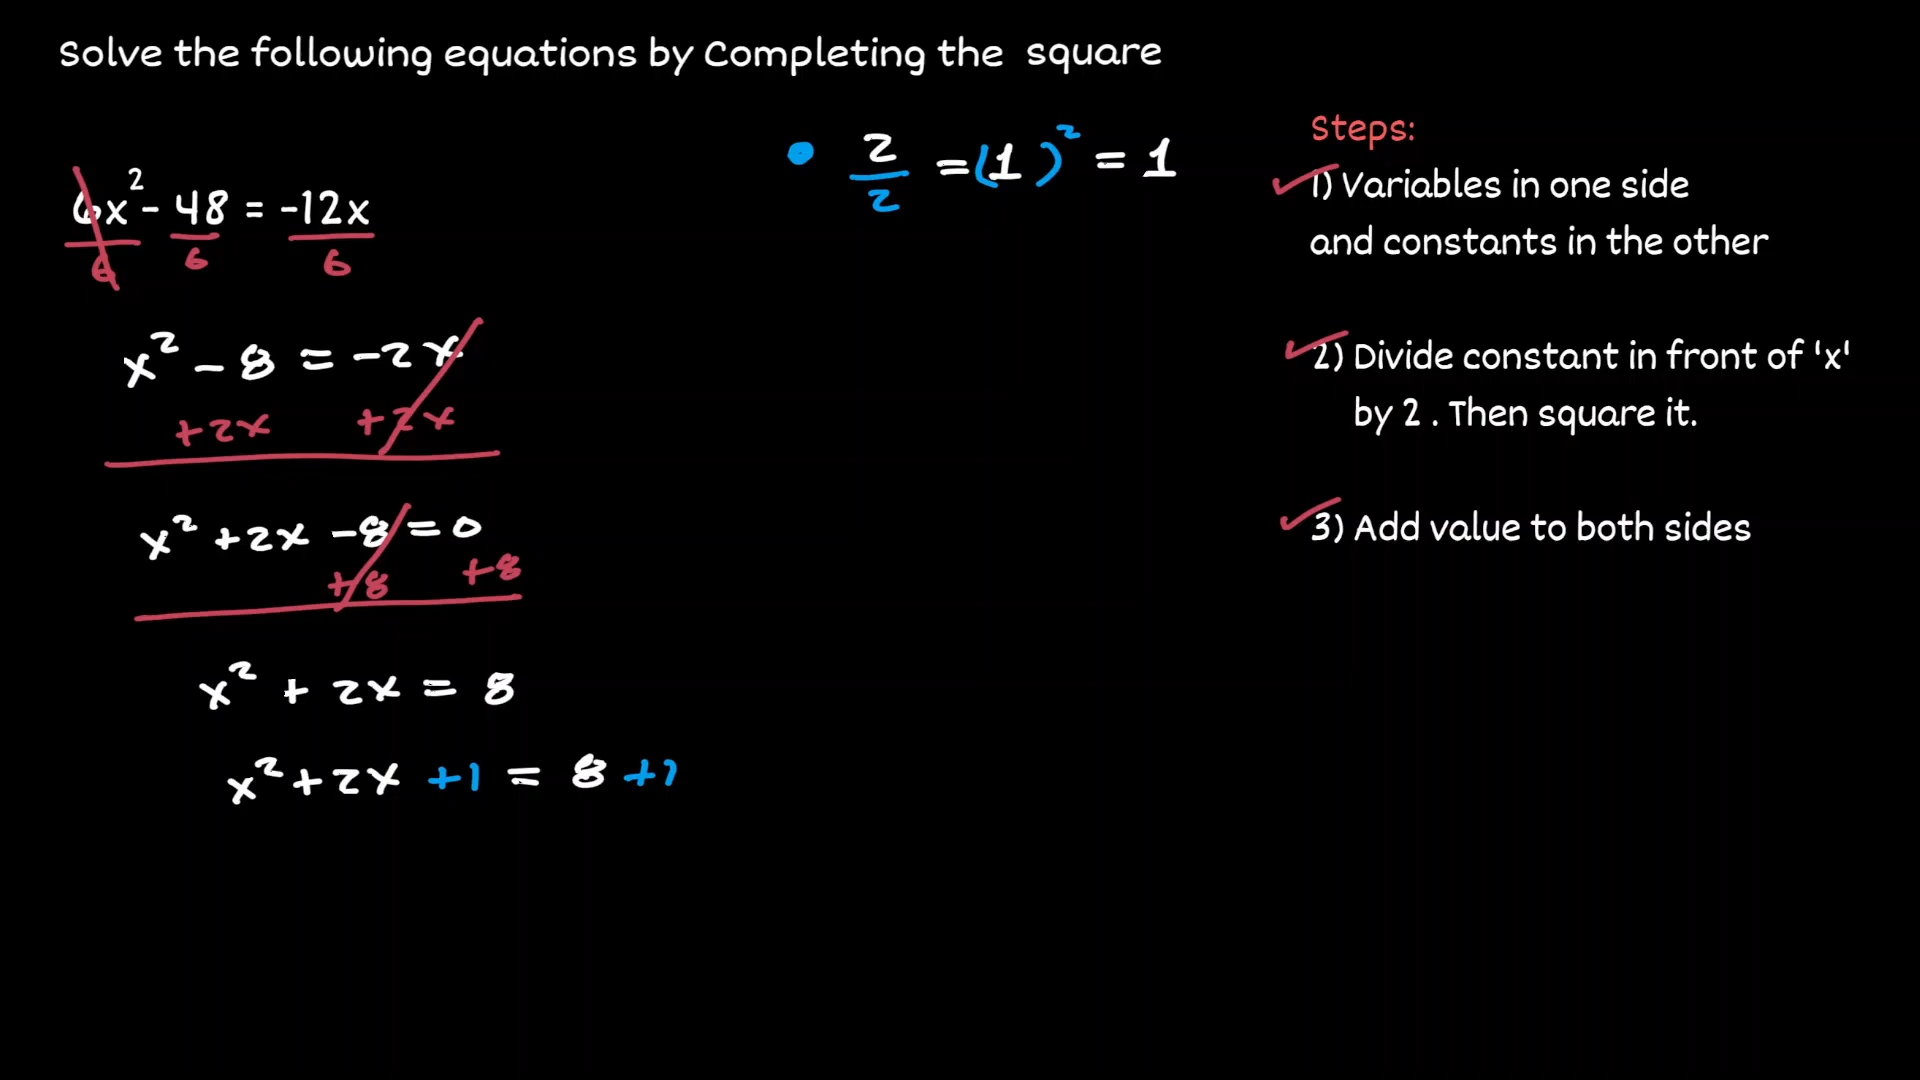 Solve the following equations by Completing the square
6x² - 48 = -12x
6 6 6
x² - 8 = -2x
+2x +2x
x² + 2x - 8 = 0
+8 +8
x² + 2x = 8
x² + 2x +1 = 8 +1
• 2/2 = (1)² = 1
Steps:
1) Variables in one side
and constants in the other
2) Divide constant in front of 'x'
by 2 . Then square it.
3) Add value to both sides